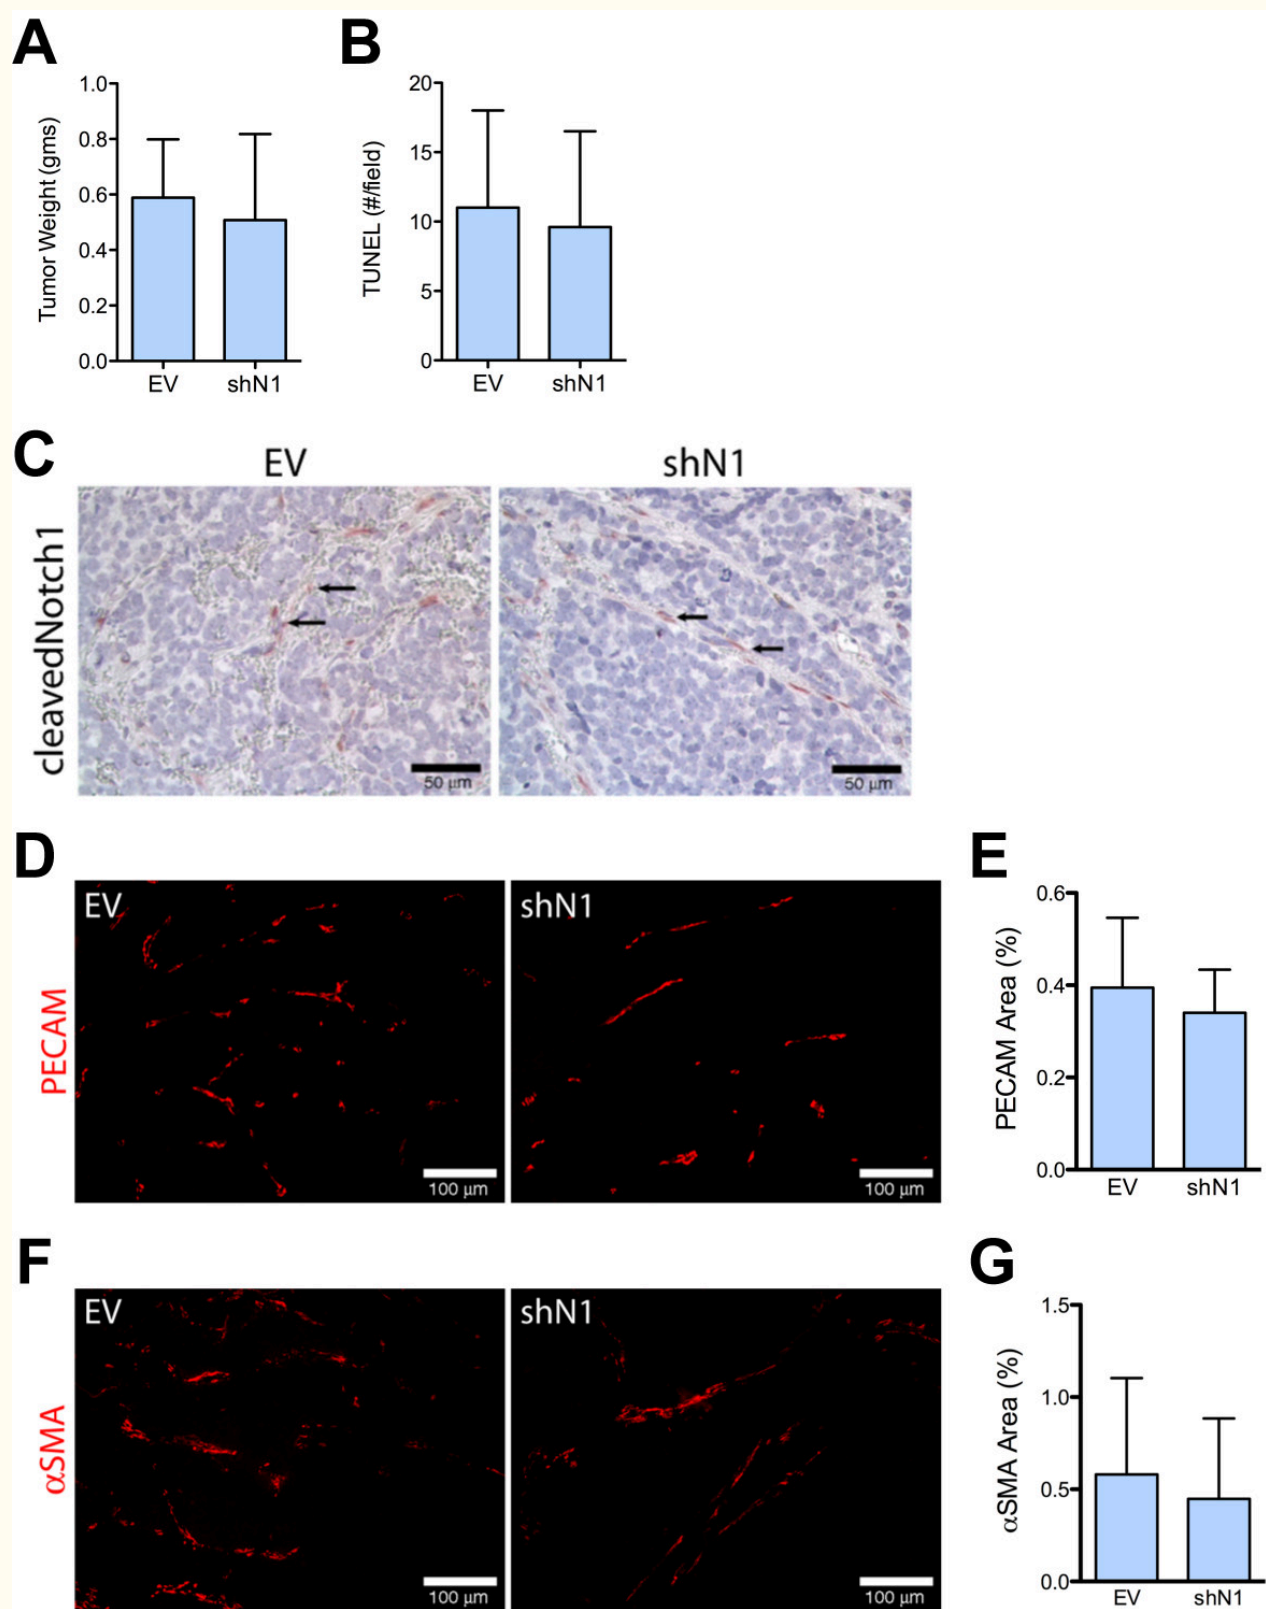 A
B
Tumor Weight (gms)
1.0
0.8
0.6
0.4
0.2
0.0
EV
shN1
TUNEL (#/field)
20
15
10
5
0
EV
shN1
C
EV
shN1
cleavedNotch1
50 μm
50 μm
D
PECAM
EV
100 μm
shN1
100 μm
E
PECAM Area (%)
0.6
0.4
0.2
0.0
EV
shN1
F
αSMA
EV
100 μm
shN1
100 μm
G
αSMA Area (%)
1.5
1.0
0.5
0.0
EV
shN1